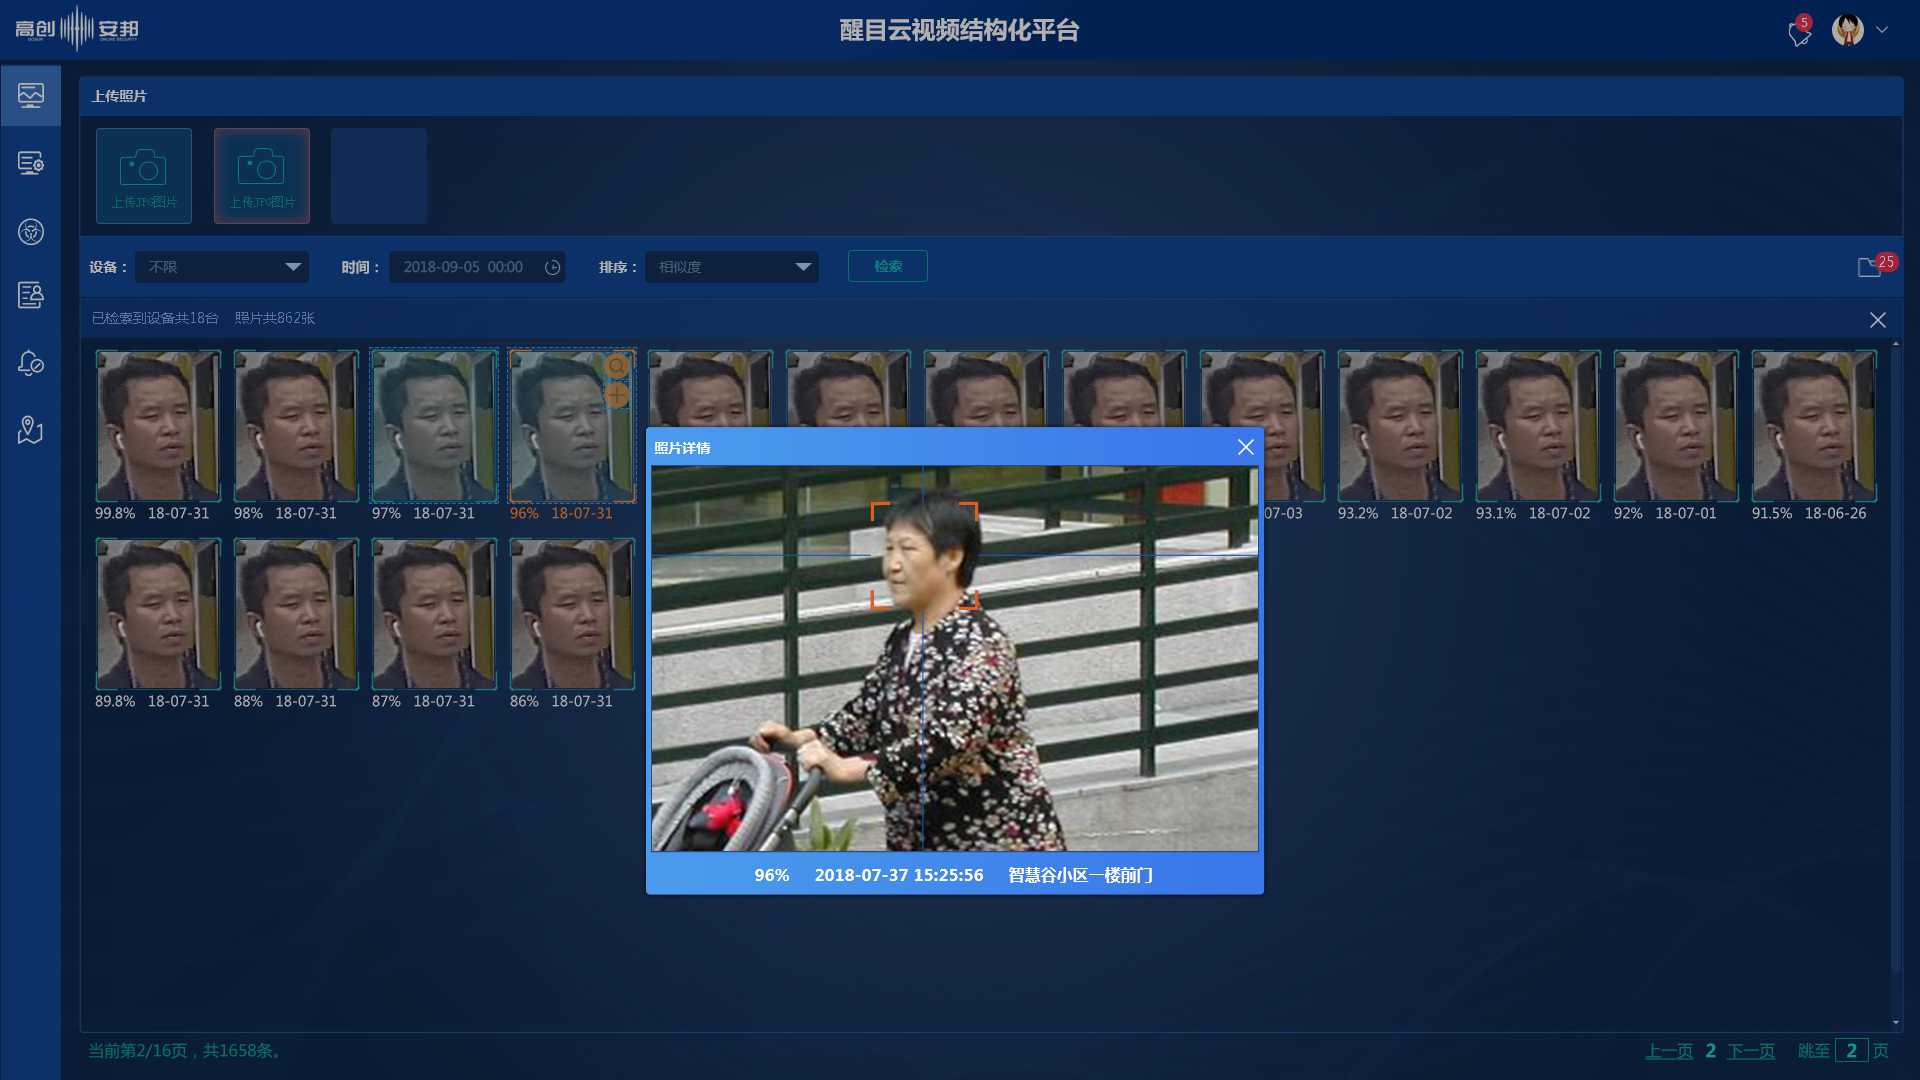 高创 安邦
醒目云视频结构化平台
5
上传照片
上传JPG图片 上传JPG图片
设备： 不限 时间： 2018-09-05 00:00 排序： 相似度 检索
25
已检索到设备共18台 照片共862张
99.8% 18-07-31 98% 18-07-31 97% 18-07-31 96% 18-07-31 07-03 93.2% 18-07-02 93.1% 18-07-02 92% 18-07-01 91.5% 18-06-26
照片详情
89.8% 18-07-31 88% 18-07-31 87% 18-07-31 86% 18-07-31
96% 2018-07-37 15:25:56 智慧谷小区一楼前门
当前第2/16页，共1658条。
上一页 2 下一页 跳至 2 页